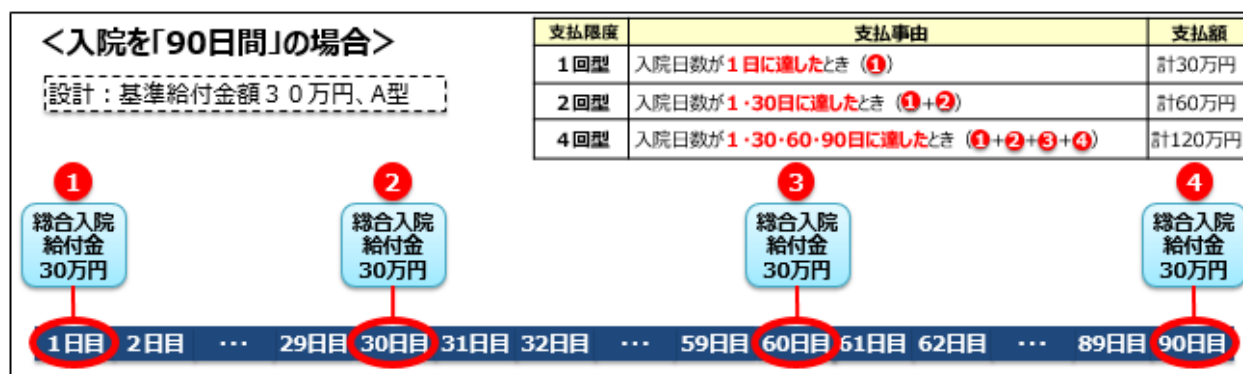 ＜入院を「90日間」の場合＞
設計：基準給付金額３０万円、A型
支払限度 支払事由 支払額
１回型 入院日数が１日に達したとき（❶） 計30万円
２回型 入院日数が１・30日に達したとき（❶+❷） 計60万円
４回型 入院日数が１・30・60・90日に達したとき（❶+❷+❸+❹） 計120万円
1 2 3 4
総合入院 総合入院 総合入院 総合入院
給付金 給付金 給付金 給付金
30万円 30万円 30万円 30万円
1日目 2日目 ･･･ 29日目 30日目 31日目 32日目 ･･･ 59日目 60日目 61日目 62日目 ･･･ 89日目 90日目